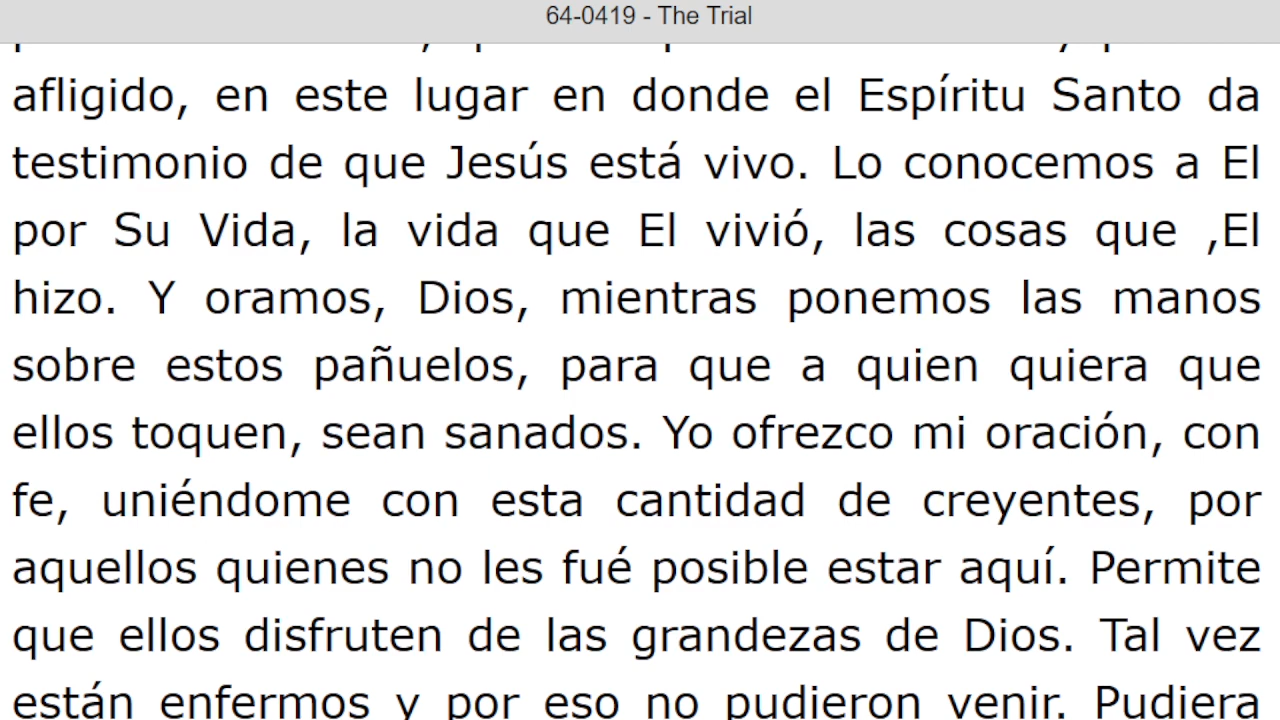 64-0419 - The Trial
afligido, en este lugar en donde el Espíritu Santo da
testimonio de que Jesús está vivo. Lo conocemos a El
por Su Vida, la vida que El vivió, las cosas que ,El
hizo. Y oramos, Dios, mientras ponemos las manos
sobre estos pañuelos, para que a quien quiera que
ellos toquen, sean sanados. Yo ofrezco mi oración, con
fe, uniéndome con esta cantidad de creyentes, por
aquellos quienes no les fué posible estar aquí. Permite
que ellos disfruten de las grandezas de Dios. Tal vez
están enfermos y por eso no pudieron venir. Pudiera